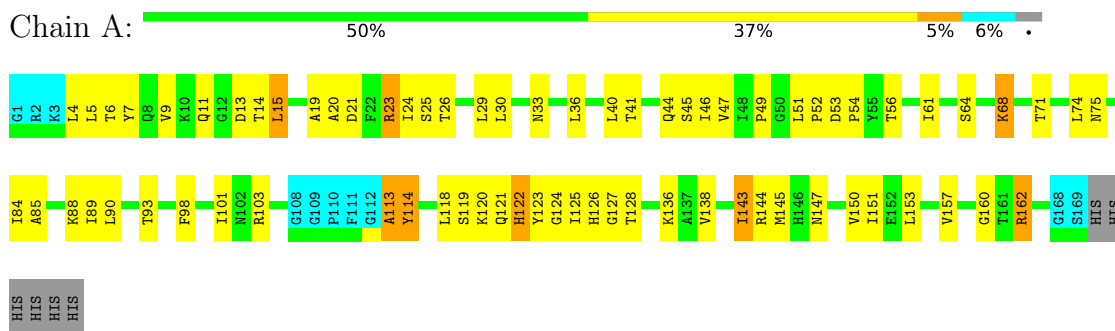 Chain A:
50% 37% 5% 6% .
G1 R2 K3 L4 L5 T6 Y7 Q8 V9 K10 Q11 G12 D13 T14 L15 A19 A20 D21 F22 R23 I24 S25 T26 L29 L30 N33 L36 L40 T41 Q44 S45 I46 V47 I48 P49 G50 L51 P52 D53 P54 Y55 T56 I61 S64 K68 T71 L74 N75
I84 A85 K88 I89 L90 T93 F98 I101 N102 R103 G108 G109 P110 F111 G112 A113 Y114 L118 S119 K120 Q121 H122 Y123 G124 I125 H126 G127 T128 K136 A137 V138 I143 R144 M145 H146 N147 V150 I151 E152 L153 V157 G160 T161 R162 G168 S169 HIS HIS
HIS HIS HIS HIS